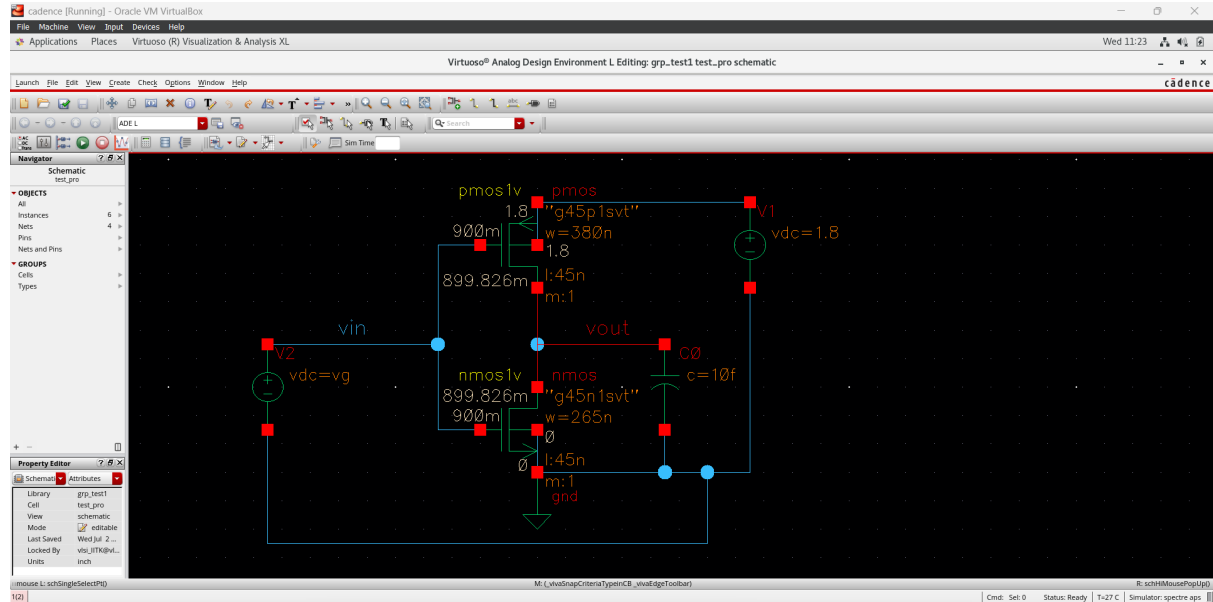 cadence [Running] - Oracle VM VirtualBox
File Machine View Input Devices Help
Applications Places Virtuoso (R) Visualization & Analysis XL Wed 11:23
Virtuoso® Analog Design Environment L Editing: grp_test1 test_pro schematic
Launch File Edit View Create Check Options Window Help cādence
ADE L Search
Sim Time
Navigator
Schematic
test_pro
OBJECTS
All
Instances 6
Nets 4
Pins
Nets and Pins
GROUPS
Cells
Types
pmos1v pmos
1.8 "g45p1svt"
900m w=380n
1.8
899.826m l:45n
m:1
V1
vdc=1.8
vin
vout
V2
vdc=vg
C0
c=10f
nmos1v nmos
899.826m "g45n1svt"
900m w=265n
0
0 l:45n
m:1
gnd
Property Editor
Schemati Attributes
Library grp_test1
Cell test_pro
View schematic
Mode editable
Last Saved Wed Jul 2 ...
Locked By vlsi_IITK@vl...
Units inch
mouse L: schSingleSelectPt() M: (_vivaSnapCriteriaTypeinCB _vivaEdgeToolbar) R: schHiMousePopUp()
1(2) Cmd: Sel: 0 Status: Ready T=27 C Simulator: spectre aps